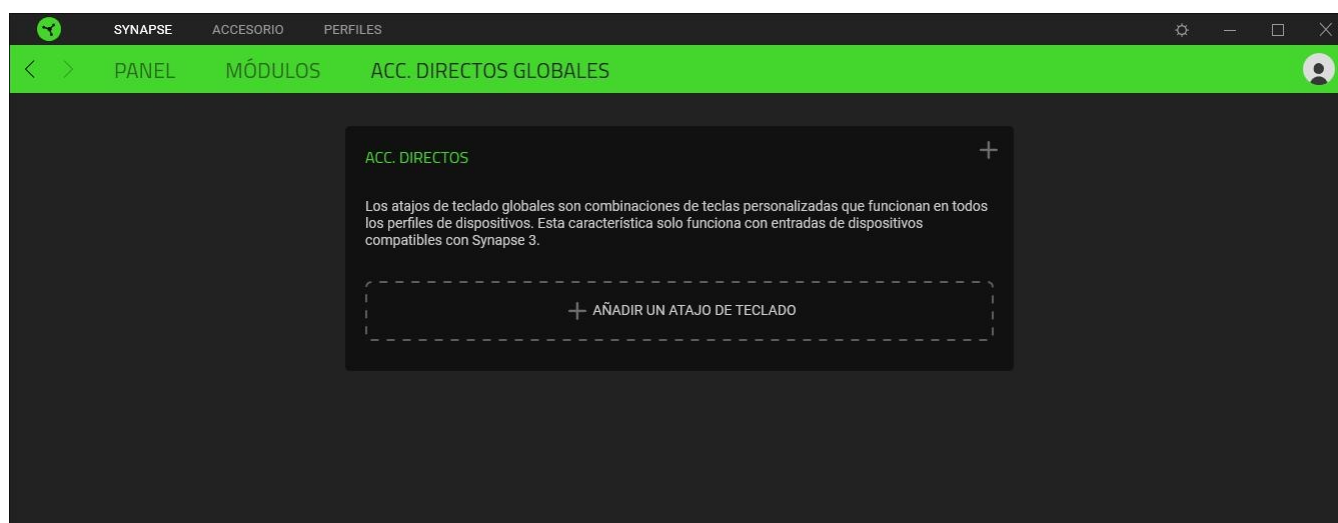 SYNAPSE ACCESORIO PERFILES
PANEL MÓDULOS ACC. DIRECTOS GLOBALES
ACC. DIRECTOS
Los atajos de teclado globales son combinaciones de teclas personalizadas que funcionan en todos
los perfiles de dispositivos. Esta característica solo funciona con entradas de dispositivos
compatibles con Synapse 3.
AÑADIR UN ATAJO DE TECLADO